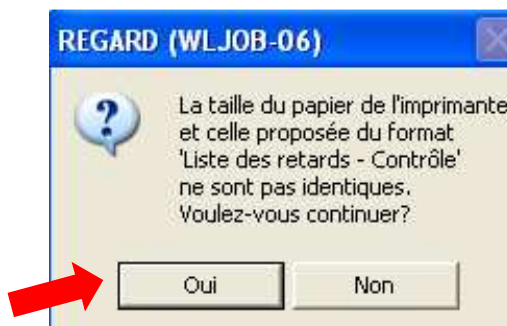 REGARD (WLJOB-06)
La taille du papier de l'imprimante
et celle proposée du format
'Liste des retards - Contrôle'
ne sont pas identiques.
Voulez-vous continuer?
Oui Non